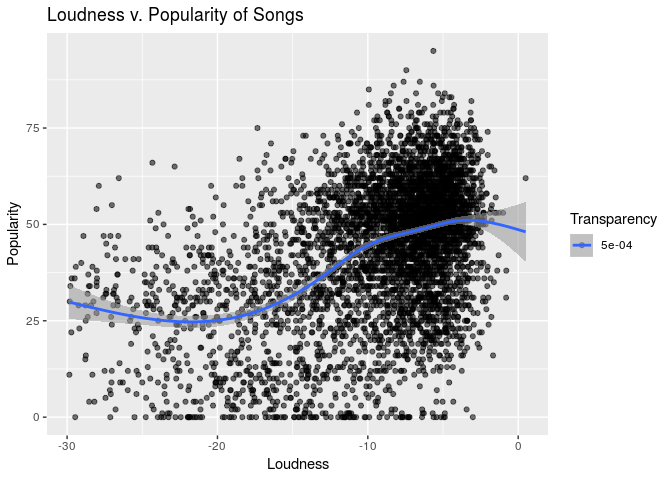 Loudness v. Popularity of Songs
75
50
25
0
Popularity
-30 -20 -10 0
Loudness
Transparency
5e-04